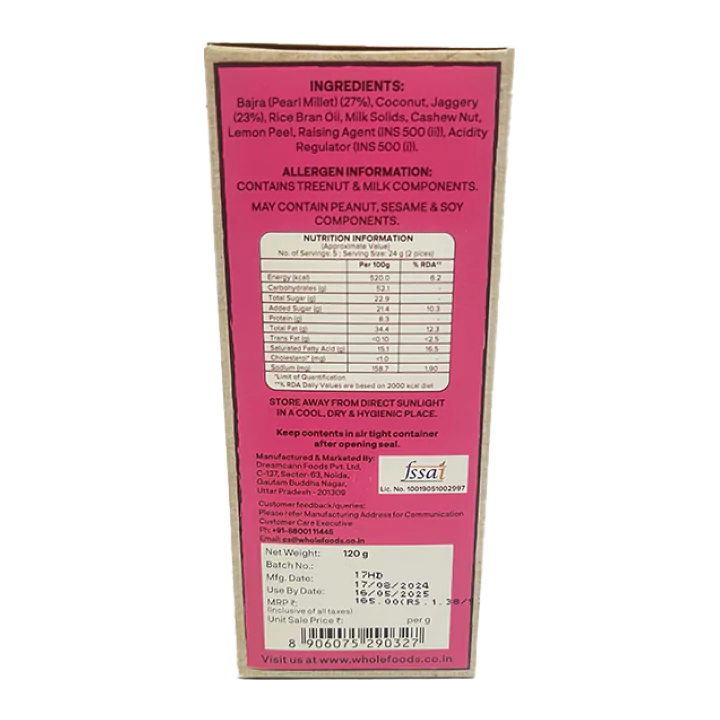 INGREDIENTS:
Bajra (Pearl Millet) (27%), Coconut, Jaggery
(23%), Rice Bran Oil, Milk Solids, Cashew Nut,
Lemon Peel, Raising Agent (INS 500 (ii)), Acidity
Regulator (INS 500 (i)).
ALLERGEN INFORMATION:
CONTAINS TREENUT & MILK COMPONENTS.
MAY CONTAIN PEANUT, SESAME & SOY
COMPONENTS.
NUTRITION INFORMATION
(Approximate Value)
No. of Servings: 5 ; Serving Size: 24 g (2 pices)
Per 100g % RDA**
Energy (kcal) 520.0 6.2
Carbohydrates (g) 52.1 -
Total Sugar (g) 22.9 -
Added Sugar (g) 21.4 10.3
Protein (g) 8.3 -
Total Fat (g) 34.4 12.3
Trans Fat (g) <0.10 <2.5
Saturated Fatty Acid (g) 15.1 16.5
Cholesterol* (mg) <1.0 -
Sodium (mg) 158.7 1.90
*Limit of Quantification
**% RDA Daily Values are based on 2000 kcal diet
STORE AWAY FROM DIRECT SUNLIGHT
IN A COOL, DRY & HYGIENIC PLACE.
Keep contents in air tight container
after opening seal.
Manufactured & Marketed By:
Dreamcann Foods Pvt. Ltd,
C-127, Sector-63, Noida,
Gautam Buddha Nagar,
Uttar Pradesh - 201309
fssai
Lic. No. 10019051002997
Customer feedback/queries:
Please refer Manufacturing Address for Communication
Customer Care Executive
Ph: +91-8800111448
Email: cs@wholefoods.co.in
Net Weight: 120 g
Batch No.: 17HD
Mfg. Date: 17/08/2024
Use By Date: 16/05/2025
MRP ₹: 165.00(RS.1.38/
(inclusive of all taxes)
Unit Sale Price ₹: per g
8 906075 290327
Visit us at www.wholefoods.co.in